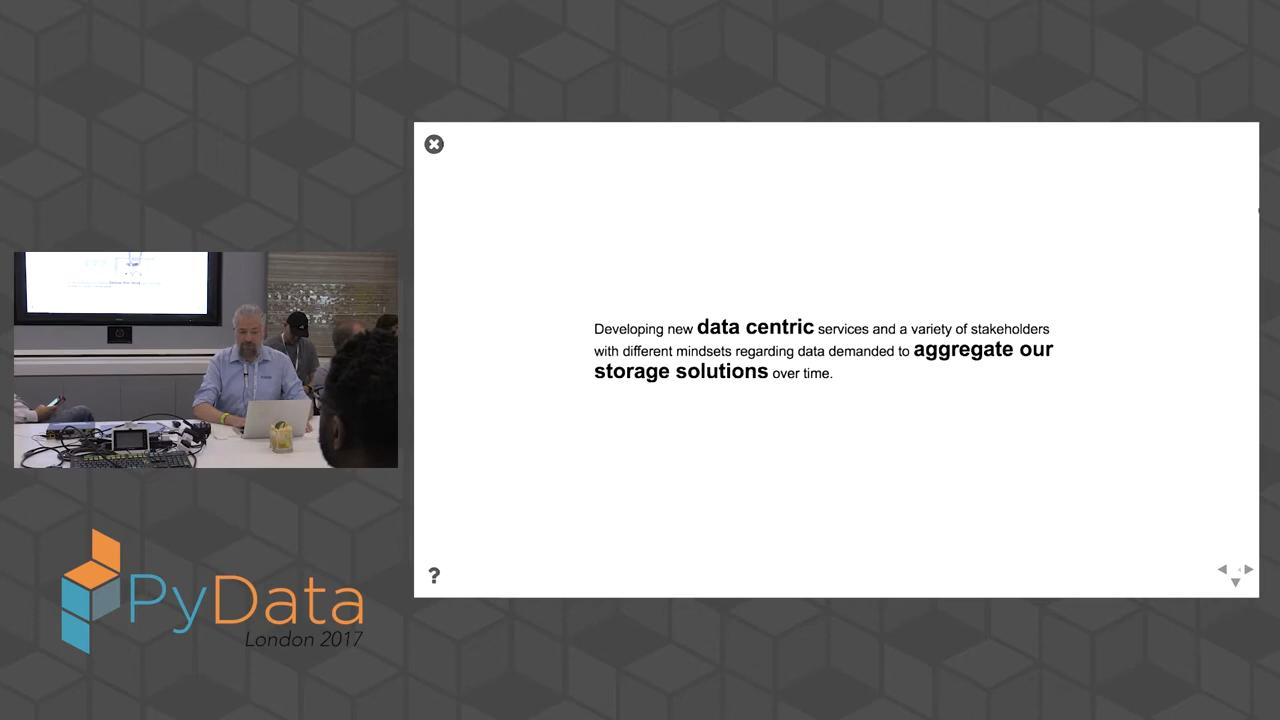 Developing new data centric services and a variety of stakeholders
with different mindsets regarding data demanded to aggregate our
storage solutions over time.
?
PyData
London 2017